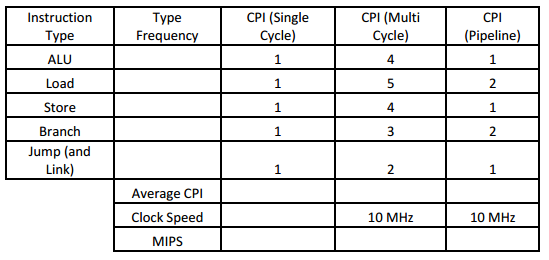 Instruction Type | Type Frequency | CPI (Single Cycle) | CPI (Multi Cycle) | CPI (Pipeline)
ALU | | 1 | 4 | 1
Load | | 1 | 5 | 2
Store | | 1 | 4 | 1
Branch | | 1 | 3 | 2
Jump (and Link) | | 1 | 2 | 1
Average CPI
Clock Speed | | 10 MHz | 10 MHz
MIPS